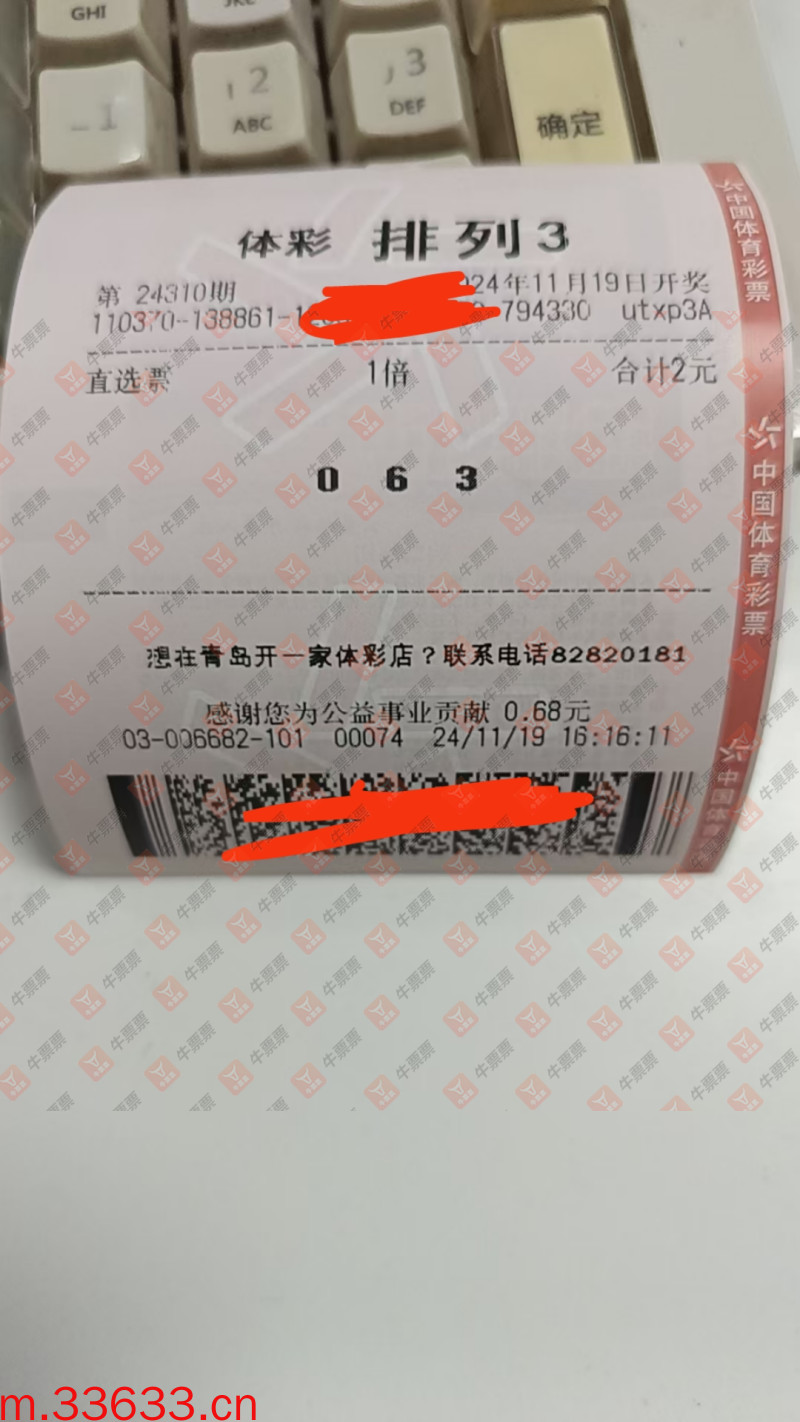 GHI
JKL
1
2
3
ABC
DEF
确定
体彩 排列3
第 24310期 24年11月19日开奖
110370-138861- -794330 utxp3A
直选票 1倍 合计2元
0 6 3
想在青岛开一家体彩店？联系电话82820181
感谢您为公益事业贡献 0.68元
03-006682-101 00074 24/11/19 16:16:11
中国体育彩票
中国体育彩票
中国体育
牛票票
m.33633.cn